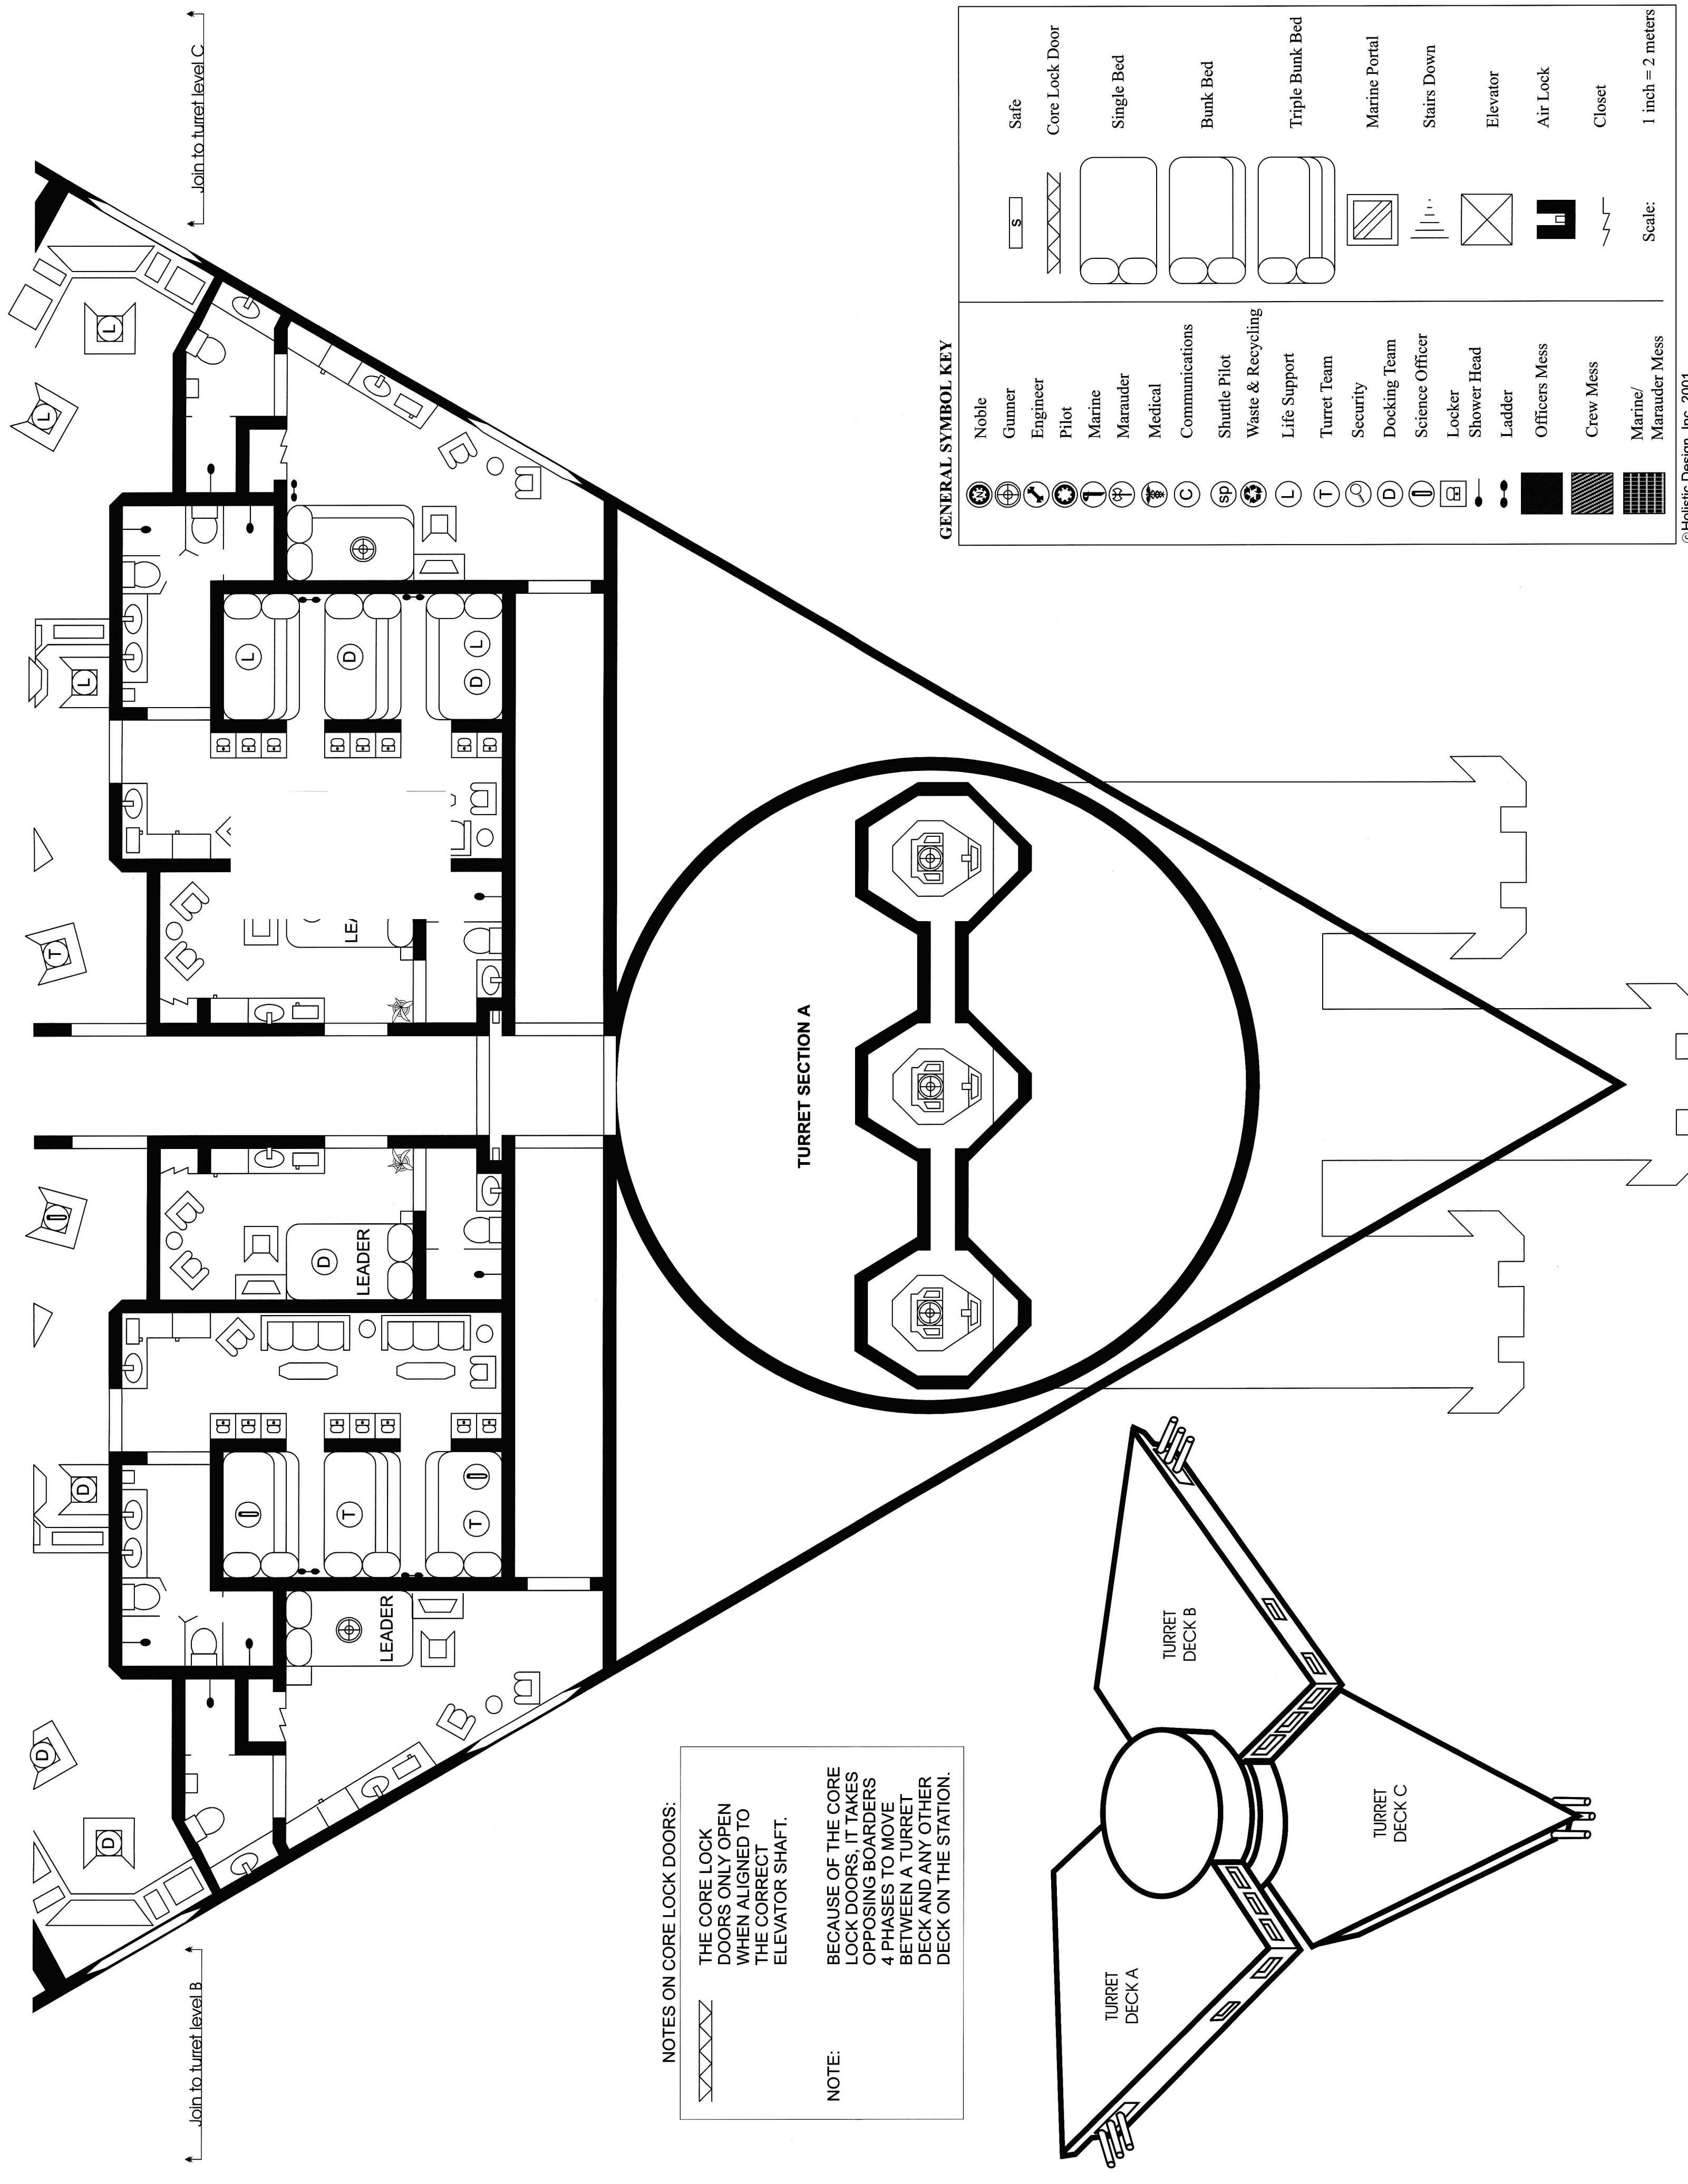 Join to turret level C
Join to turret level B
L
L
L
T
D
D
D
L
D
D
L
LEA
D
LEADER
T
T
LEADER
TURRET SECTION A
NOTES ON CORE LOCK DOORS:
THE CORE LOCK
DOORS ONLY OPEN
WHEN ALIGNED TO
THE CORRECT
ELEVATOR SHAFT.
NOTE:
BECAUSE OF THE CORE
LOCK DOORS, IT TAKES
OPPOSING BOARDERS
4 PHASES TO MOVE
BETWEEN A TURRET
DECK AND ANY OTHER
DECK ON THE STATION.
TURRET
DECK A
TURRET
DECK B
TURRET
DECK C
GENERAL SYMBOL KEY
N Noble
Gunner
Engineer
Pilot
Marine
Marauder
Medical
C Communications
sp Shuttle Pilot
Waste & Recycling
L Life Support
T Turret Team
Security
D Docking Team
Science Officer
Locker
Shower Head
Ladder
Officers Mess
Crew Mess
Marine/
Marauder Mess
S Safe
Core Lock Door
Single Bed
Bunk Bed
Triple Bunk Bed
Marine Portal
Stairs Down
Elevator
Air Lock
Closet
Scale: 1 inch = 2 meters
©Holistic Design, Inc. 2001